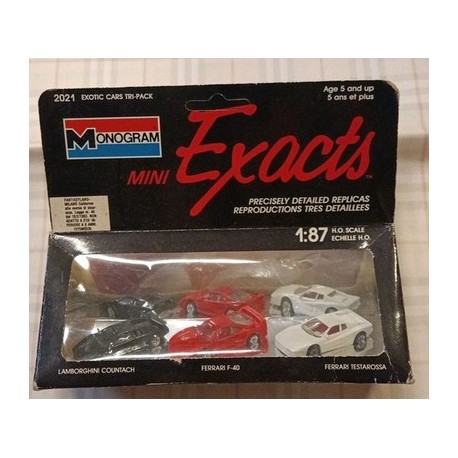 2021 EXOTIC CARS TRI-PACK
Age 5 and up
5 ans et plus
MONOGRAM
MINI Exacts™
PRECISELY DETAILED REPLICAS
REPRODUCTIONS TRES DETAILLEES
1:87 H.O. SCALE
ECHELLE H.O.
LAMBORGHINI COUNTACH
FERRARI F-40
FERRARI TESTAROSSA